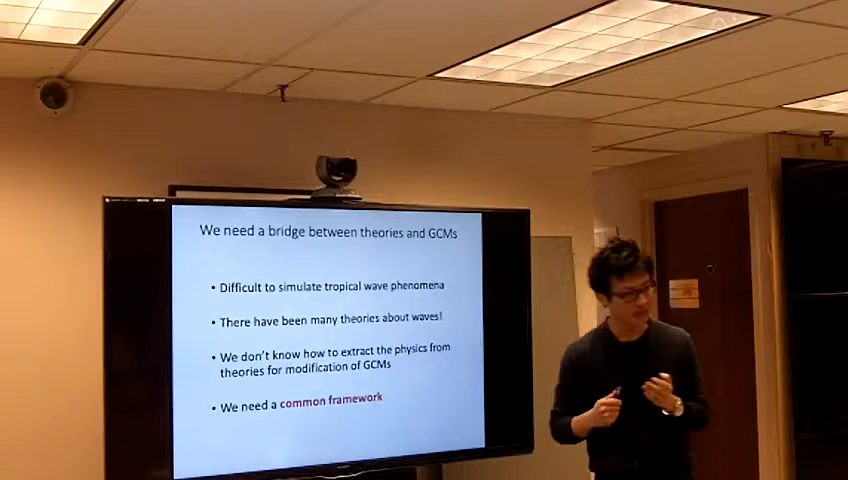 We need a bridge between theories and GCMs
• Difficult to simulate tropical wave phenomena
• There have been many theories about waves!
• We don't know how to extract the physics from
theories for modification of GCMs
• We need a common framework